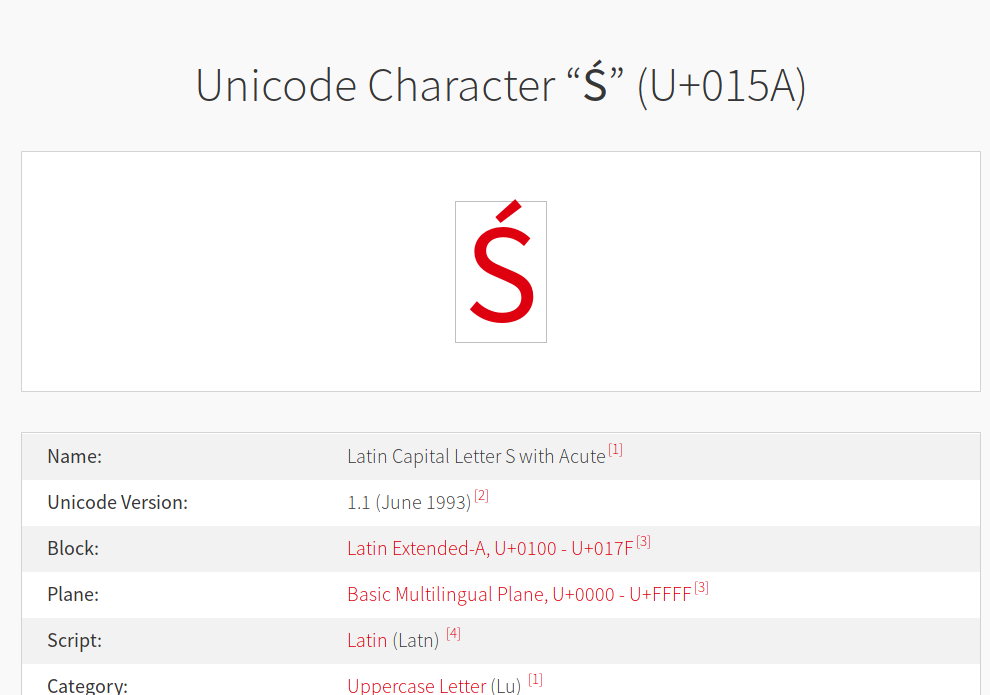 Unicode Character “Ś” (U+015A)
Ś
Name: Latin Capital Letter S with Acute[1]
Unicode Version: 1.1 (June 1993)[2]
Block: Latin Extended-A, U+0100 - U+017F[3]
Plane: Basic Multilingual Plane, U+0000 - U+FFFF[3]
Script: Latin (Latn) [4]
Category: Uppercase Letter (Lu) [1]